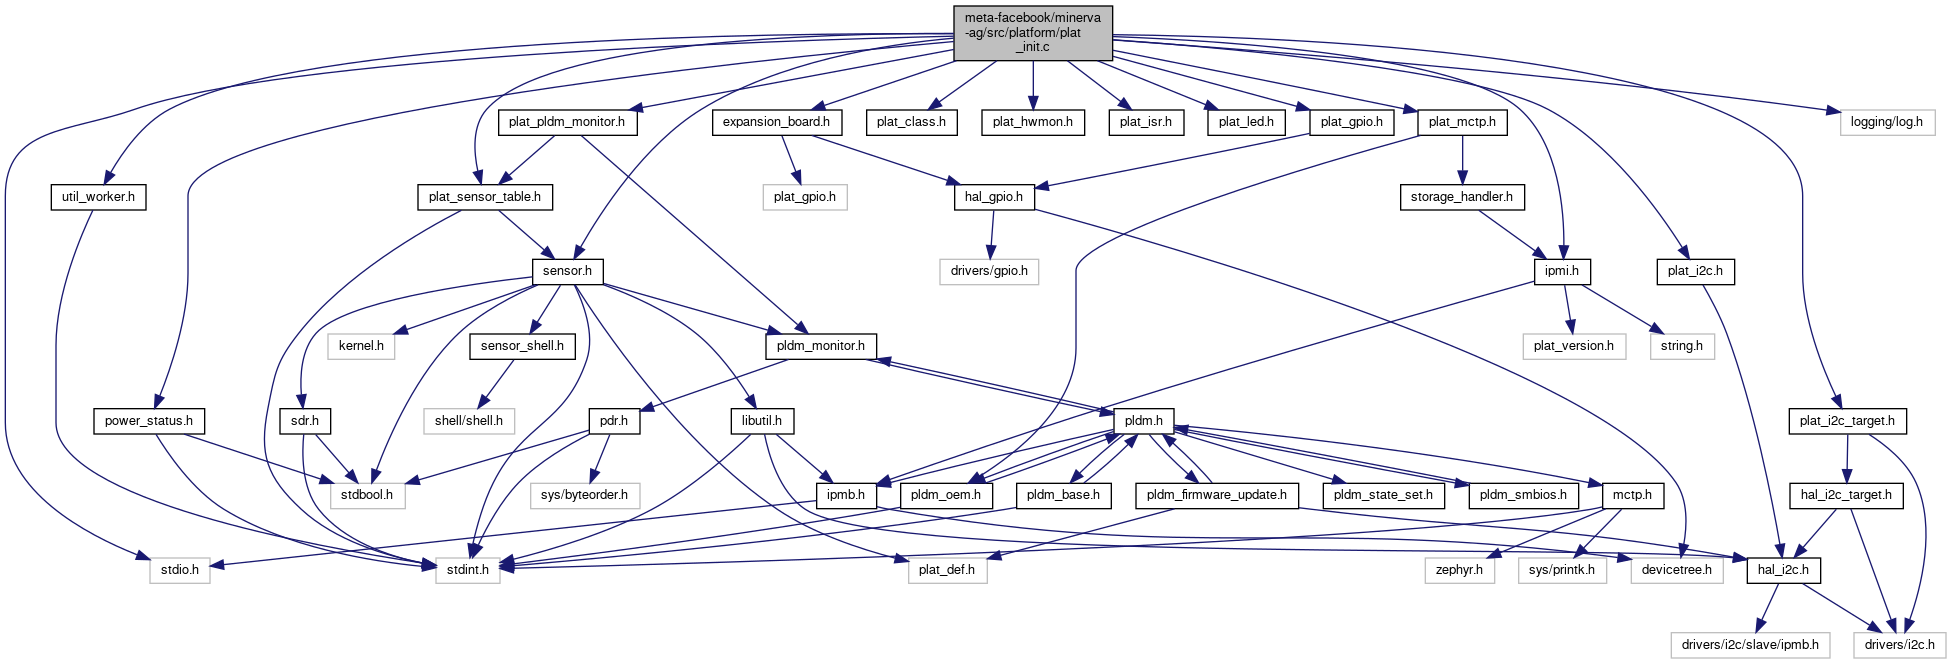 meta-facebook/minerva
-ag/src/platform/plat
_init.c
plat_pldm_monitor.h
expansion_board.h
plat_class.h
plat_hwmon.h
plat_isr.h
plat_led.h
plat_gpio.h
plat_mctp.h
logging/log.h
util_worker.h
plat_sensor_table.h
plat_gpio.h
hal_gpio.h
storage_handler.h
sensor.h
drivers/gpio.h
ipmi.h
plat_i2c.h
kernel.h
sensor_shell.h
pldm_monitor.h
plat_version.h
string.h
power_status.h
sdr.h
shell/shell.h
pdr.h
libutil.h
pldm.h
plat_i2c_target.h
stdbool.h
sys/byteorder.h
ipmb.h
pldm_oem.h
pldm_base.h
pldm_firmware_update.h
pldm_state_set.h
pldm_smbios.h
mctp.h
hal_i2c_target.h
stdio.h
stdint.h
plat_def.h
zephyr.h
sys/printk.h
devicetree.h
hal_i2c.h
drivers/i2c/slave/ipmb.h
drivers/i2c.h